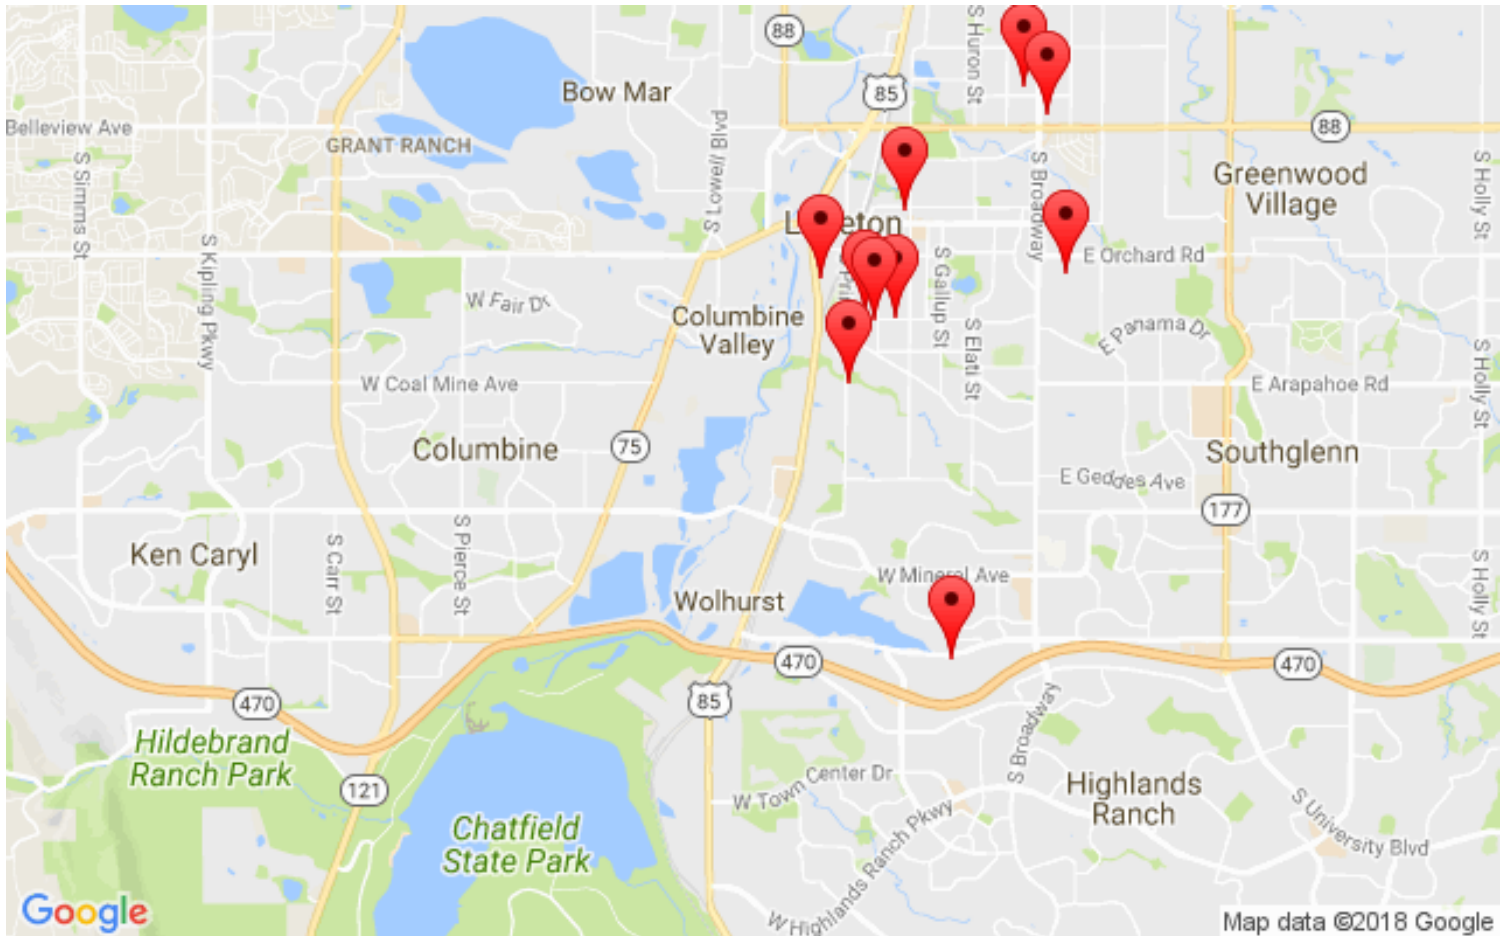 88
S Huron St
Bow Mar
85
Belleview Ave
88
GRANT RANCH
S Simms St
S Lowell Blvd
S Broadway
Greenwood
Village
S Holly St
S Kipling Pkwy
E Orchard Rd
S Gallup St
W Fair Dr
Columbine
Valley
S Elati St
E Panama Dr
W Coal Mine Ave
E Arapahoe Rd
S Holly St
75
Columbine
Southglenn
E Geddes Ave
177
Ken Caryl
S Carr St
S Pierce St
W Mineral Ave
S Holly St
Wolhurst
470
470
470
85
S Broadway
Hildebrand
Ranch Park
121
W Town Center Dr
Highlands
Ranch
S University Blvd
Chatfield
State Park
W Highlands Ranch Pkwy
Google
Map data ©2018 Google